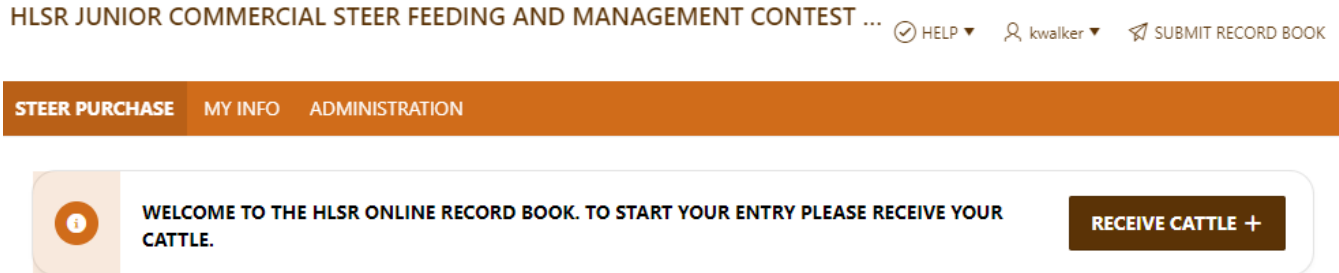 HLSR JUNIOR COMMERCIAL STEER FEEDING AND MANAGEMENT CONTEST ...
HELP ▼ kwalker ▼ SUBMIT RECORD BOOK
STEER PURCHASE MY INFO ADMINISTRATION
WELCOME TO THE HLSR ONLINE RECORD BOOK. TO START YOUR ENTRY PLEASE RECEIVE YOUR
CATTLE.
RECEIVE CATTLE +